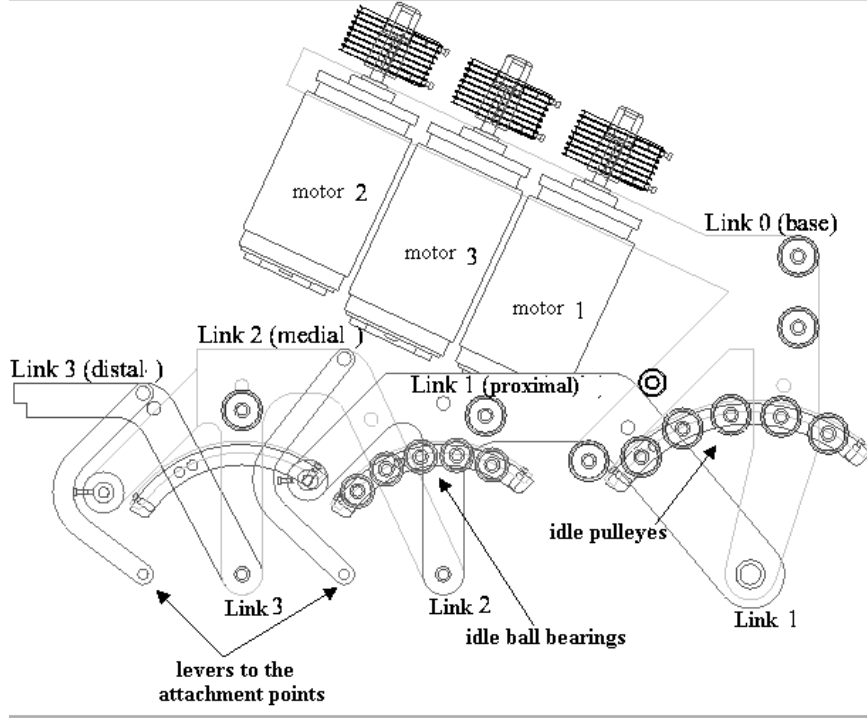 motor 2
motor 3
motor 1
Link 0 (base)
Link 2 (medial )
Link 3 (distal )
Link 1 (proximal)
idle pulleyes
Link 3
Link 2
Link 1
idle ball bearings
levers to the
attachment points